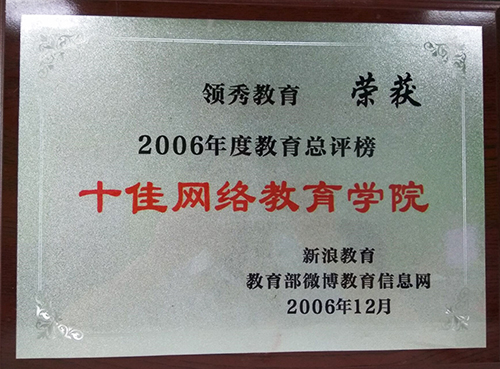 领秀教育 荣获
2006年度教育总评榜
十佳网络教育学院
新浪教育
教育部微博教育信息网
2006年12月